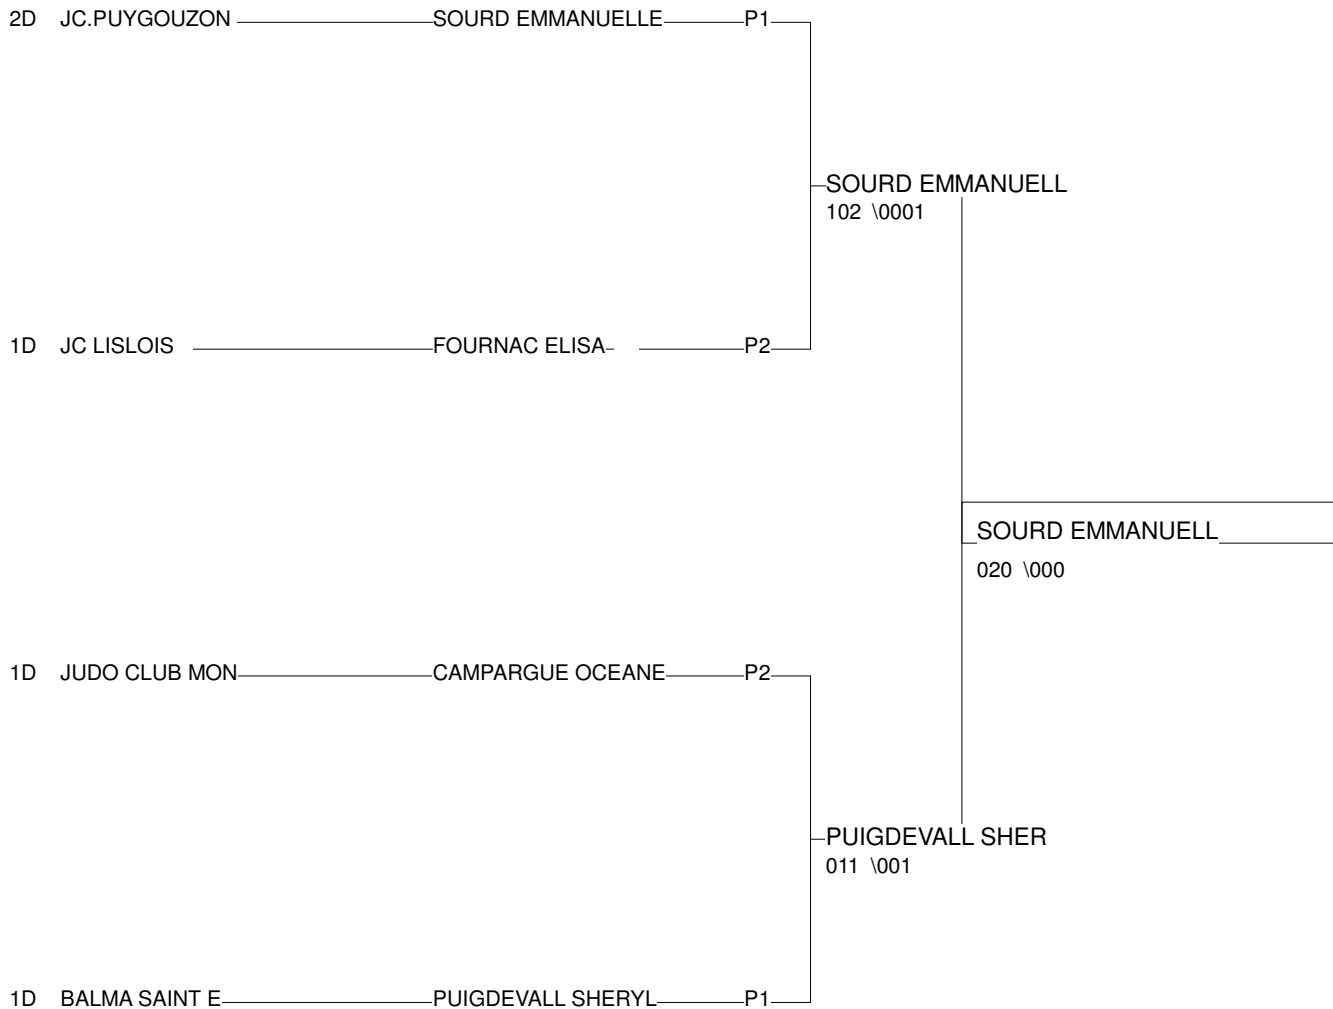 2D JC.PUYGOUZON SOURD EMMANUELLE P1
SOURD EMMANUELL
102 \0001
1D JC LISLOIS FOURNAC ELISA P2
SOURD EMMANUELL
020 \000
1D JUDO CLUB MON CAMPARGUE OCEANE P2
PUIGDEVALL SHER
011 \001
1D BALMA SAINT E PUIGDEVALL SHERYL P1